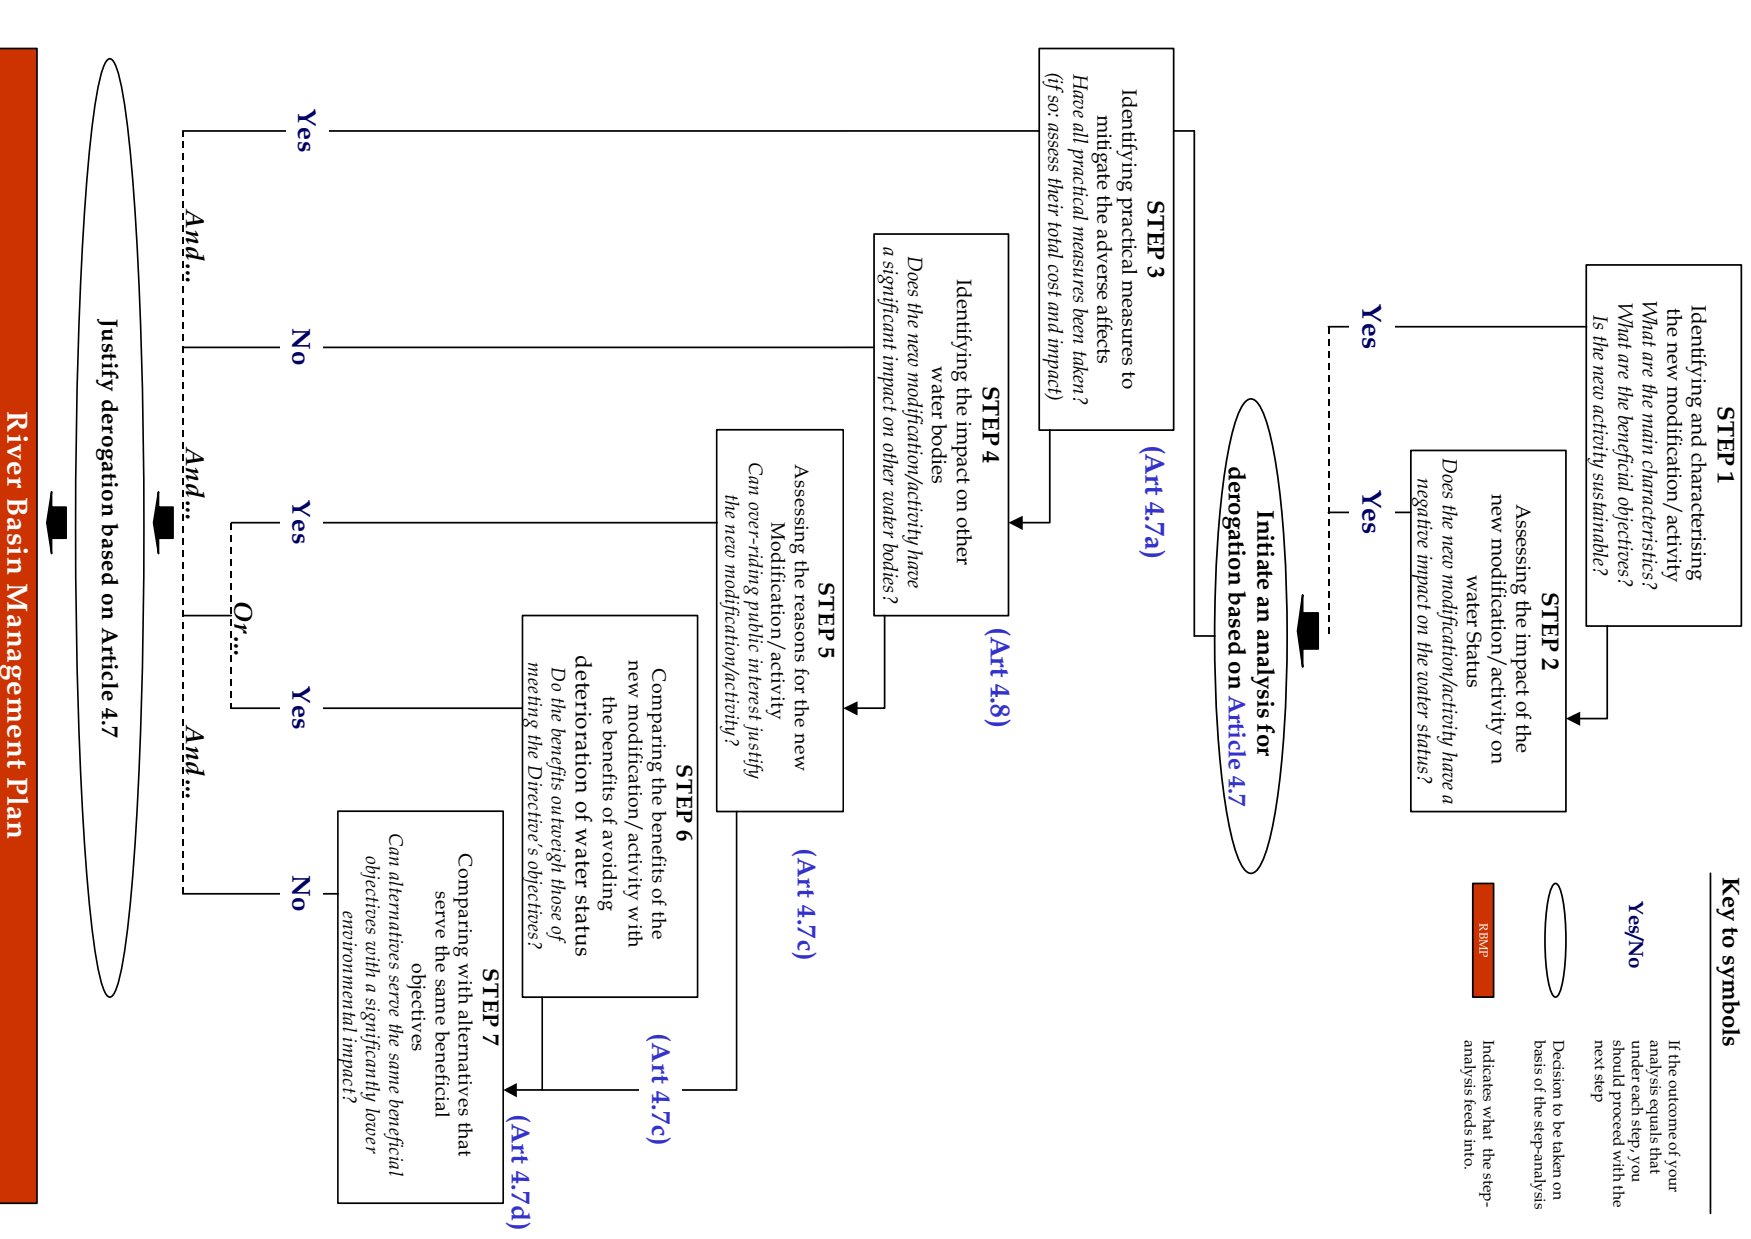 STEP 1
Identifying and characterising
the new modification/activity
What are the main characteristics?
What are the beneficial objectives?
Is the new activity sustainable?
STEP 2
Assessing the impact of the
new modification/activity on
water Status
Does the new modification/activity have a
negative impact on the water status?
Yes
Yes
Key to symbols
Yes/No
If the outcome of your
analysis equals that
under each step, you
should proceed with the
next step
Decision to be taken on
basis of the step-analysis
RBMP
Indicates what the step-
analysis feeds into.
Initiate an analysis for
derogation based on Article 4.7
STEP 3
Identifying practical measures to
mitigate the adverse affects
Have all practical measures been taken?
(if so: assess their total cost and impact)
(Art 4.7a)
STEP 4
Identifying the impact on other
water bodies
Does the new modification/activity have
a significant impact on other water bodies?
(Art 4.8)
STEP 5
Assessing the reasons for the new
Modification/activity
Can over-riding public interest justify
the new modification/activity?
(Art 4.7c)
STEP 6
Comparing the benefits of the
new modification/activity with
the benefits of avoiding
deterioration of water status
Do the benefits outweigh those of
meeting the Directive's objectives?
(Art 4.7c)
STEP 7
Comparing with alternatives that
serve the same beneficial
objectives
Can alternatives serve the same beneficial
objectives with a significantly lower
environmental impact?
(Art 4.7d)
Yes
No
Yes
Yes
No
Or...
And...
And...
And...
Justify derogation based on Article 4.7
River Basin Management Plan